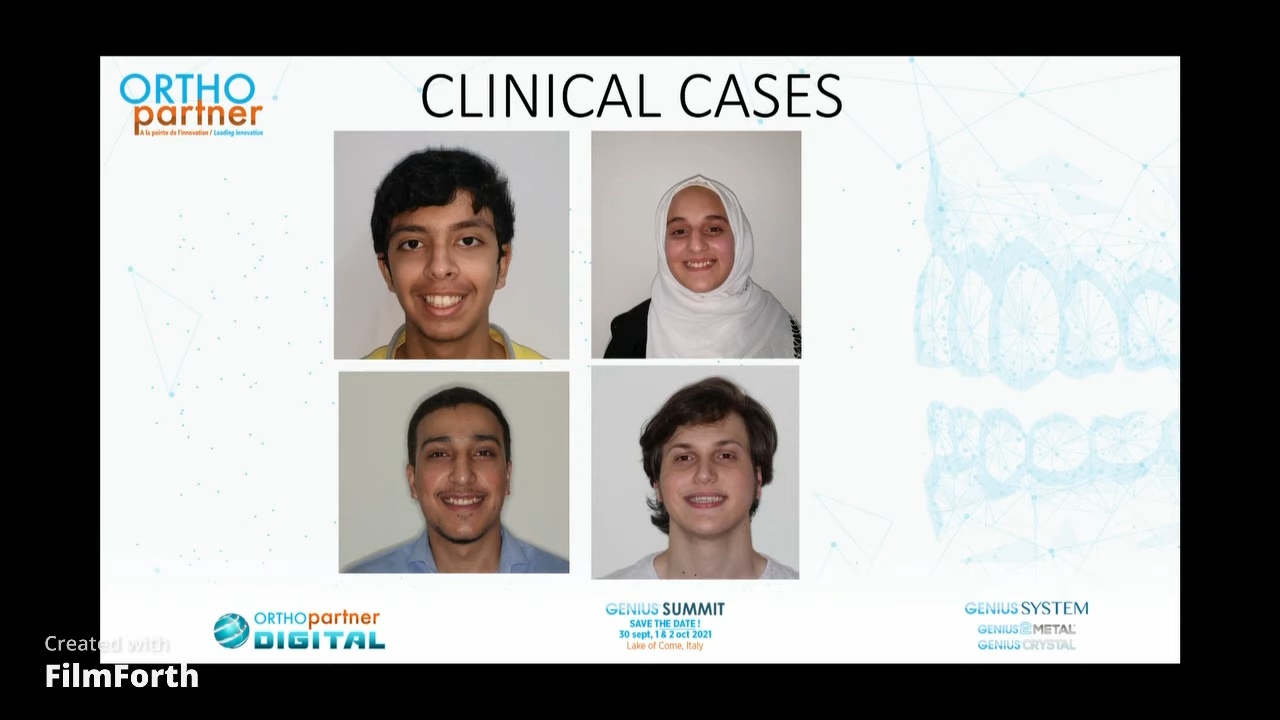 ORTHO
partner
A la pointe de l'innovation / Leading innovation
CLINICAL CASES
ORTHOpartner
DIGITAL
GENIUS SUMMIT
SAVE THE DATE !
30 sept, 1 & 2 oct 2021
Lake of Come, Italy
GENIUS SYSTEM
GENIUS2METAL
GENIUS CRYSTAL
Created with
FilmForth